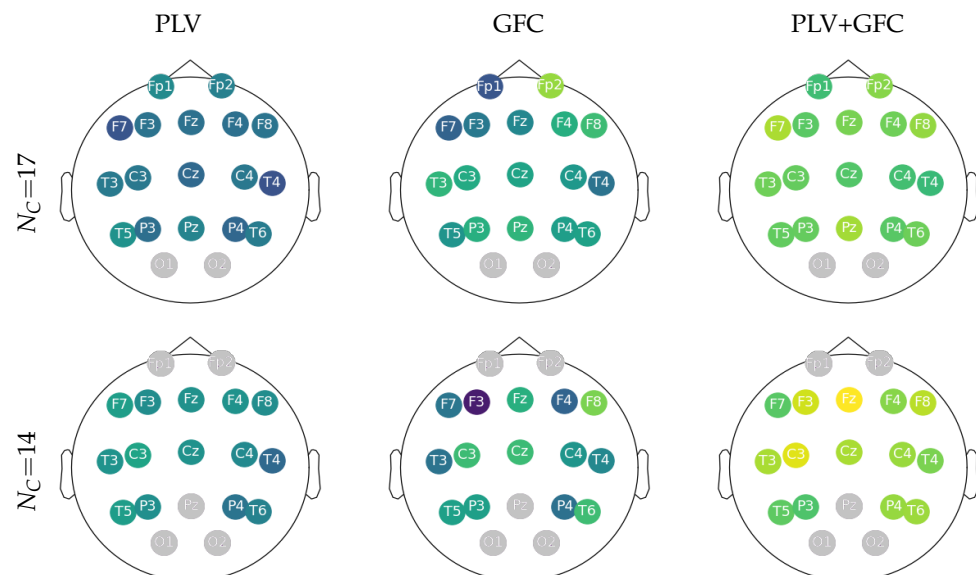 PLV GFC PLV+GFC
N_C=17
Fp1 Fp2 Fp1 Fp2 Fp1 Fp2
F7 F3 Fz F4 F8 F7 F3 Fz F4 F8 F7 F3 Fz F4 F8
T3 C3 Cz C4 T4 T3 C3 Cz C4 T4 T3 C3 Cz C4 T4
T5 P3 Pz P4 T6 T5 P3 Pz P4 T6 T5 P3 Pz P4 T6
O1 O2 O1 O2 O1 O2
N_C=14
Fp1 Fp2 Fp1 Fp2 Fp1 Fp2
F7 F3 Fz F4 F8 F7 F3 Fz F4 F8 F7 F3 Fz F4 F8
T3 C3 Cz C4 T4 T3 C3 Cz C4 T4 T3 C3 Cz C4 T4
T5 P3 Pz P4 T6 T5 P3 Pz P4 T6 T5 P3 Pz P4 T6
O1 O2 O1 O2 O1 O2